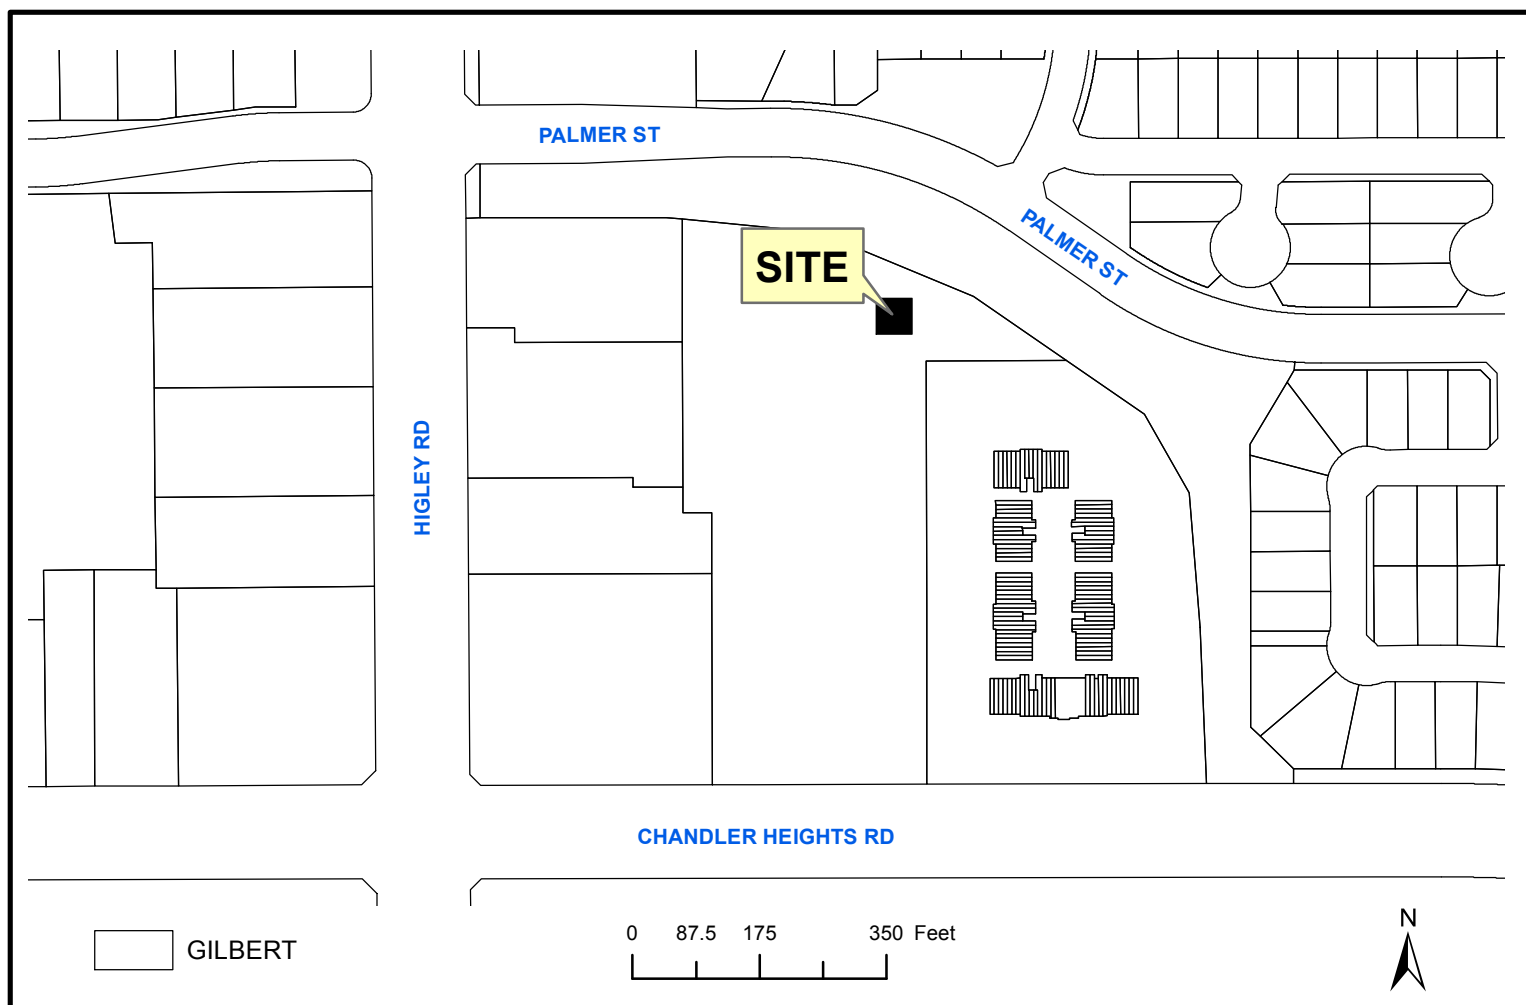 PALMER ST
PALMER ST
SITE
HIGLEY RD
CHANDLER HEIGHTS RD
GILBERT
0 87.5 175 350 Feet
N